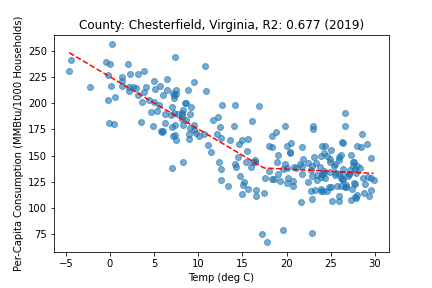 County: Chesterfield, Virginia, R2: 0.677 (2019)
Per-Capita Consumption (MMBtu/1000 Households)
250
225
200
175
150
125
100
75
−5 0 5 10 15 20 25 30
Temp (deg C)